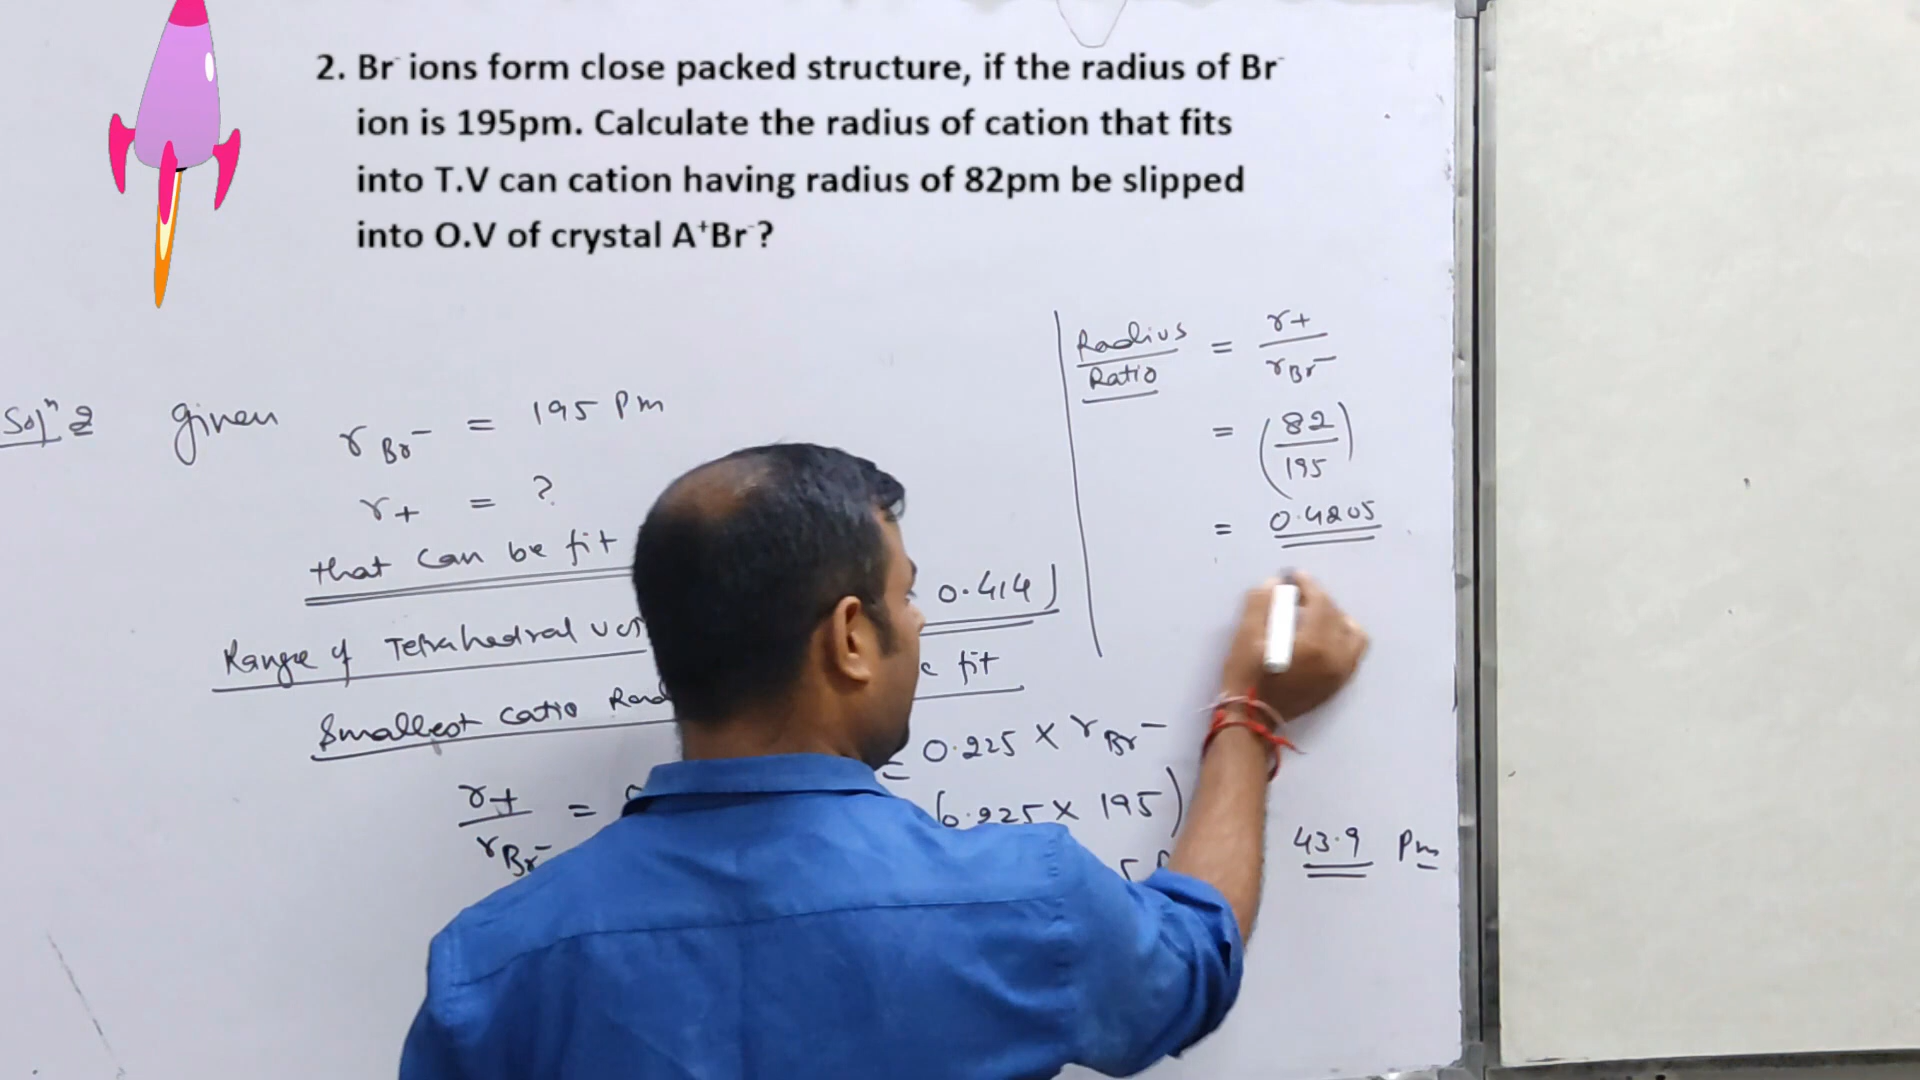 2. Br⁻ ions form close packed structure, if the radius of Br⁻
ion is 195pm. Calculate the radius of cation that fits
into T.V can cation having radius of 82pm be slipped
into O.V of crystal A⁺Br⁻?
Solⁿ 2 Given r Br⁻ = 195 Pm
r+ = ?
that can be fit
Range of Tetrahedral 0.414)
Smallest catio fit
r+ / rBr⁻ = = 0.225 × rBr⁻
(0.225 × 195)
43.9 Pm
Radius Ratio = r+ / rBr⁻
= (82 / 195)
= 0.4205